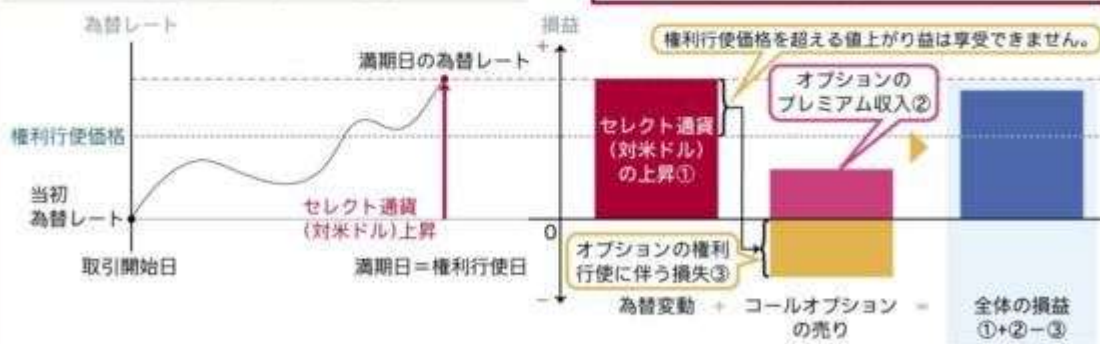 為替レート
損益
+
権利行使価格を超える値上がり益は享受できません。
満期日の為替レート
オプションの
プレミアム収入②
権利行使価格
セレクト通貨
(対米ドル)
の上昇①
当初
為替レート
セレクト通貨
(対米ドル)上昇
0
オプションの権利
行使に伴う損失③
取引開始日
満期日=権利行使日
−
為替変動 + コールオプション = 全体の損益
の売り ①+②−③